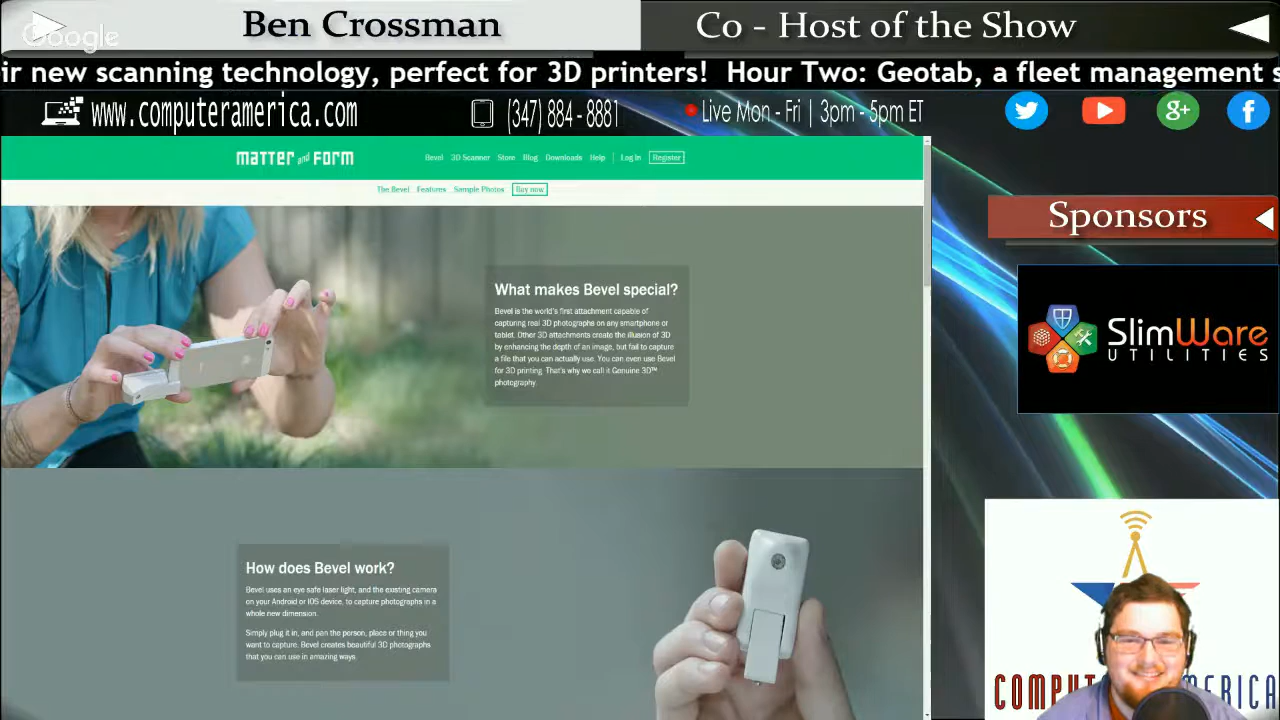 Google
Ben Crossman
Co - Host of the Show
ir new scanning technology, perfect for 3D printers! Hour Two: Geotab, a fleet management s
www.computeramerica.com
(347) 884 - 8881
Live Mon - Fri | 3pm - 5pm ET
g+
matter and form
Bevel 3D Scanner Store Blog Downloads Help | Log In Register
The Bevel Features Sample Photos Buy now
Sponsors
SlimWare
UTILITIES
What makes Bevel special?
Bevel is the world's first attachment capable of
capturing real 3D photographs on any smartphone or
tablet. Other 3D attachments create the illusion of 3D
by enhancing the depth of an image, but fail to capture
a file that you can actually use. You can even use Bevel
for 3D printing. That's why we call it Genuine 3D™
photography.
How does Bevel work?
Bevel uses an eye safe laser light, and the existing camera
on your Android or iOS device, to capture photographs in a
whole new dimension.
Simply plug it in, and pan the person, place or thing you
want to capture. Bevel creates beautiful 3D photographs
that you can use in amazing ways.